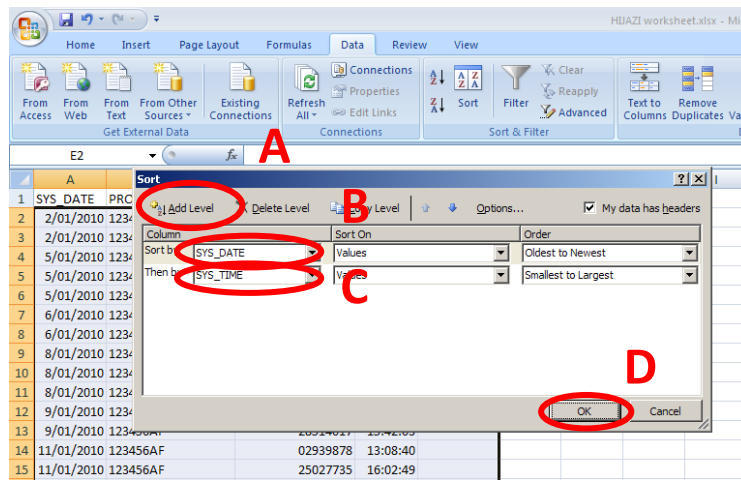 HIJAZI worksheet.xlsx - Mi
Home Insert Page Layout Formulas Data Review View
From Access From Web From Text From Other Sources Existing Connections Refresh All Connections Properties Edit Links Sort Filter Clear Reapply Advanced Text to Columns Remove Duplicates Va
Get External Data Connections Sort & Filter D
A
E2 fx
Sort
A I
B
Add Level Delete Level Copy Level Options... My data has headers
Column Sort On Order
Sort by SYS_DATE Values Oldest to Newest
Then by SYS_TIME Values Smallest to Largest
C
D
OK Cancel
1 SYS_DATE PRO
2 2/01/2010 1234
3 2/01/2010 1234
4 5/01/2010 1234
5 5/01/2010 1234
6 5/01/2010 1234
7 6/01/2010 1234
8 6/01/2010 1234
9 8/01/2010 1234
10 8/01/2010 1234
11 8/01/2010 1234
12 9/01/2010 1234
13 9/01/2010 123456AF
14 11/01/2010 123456AF 02939878 13:08:40
15 11/01/2010 123456AF 25027735 16:02:49